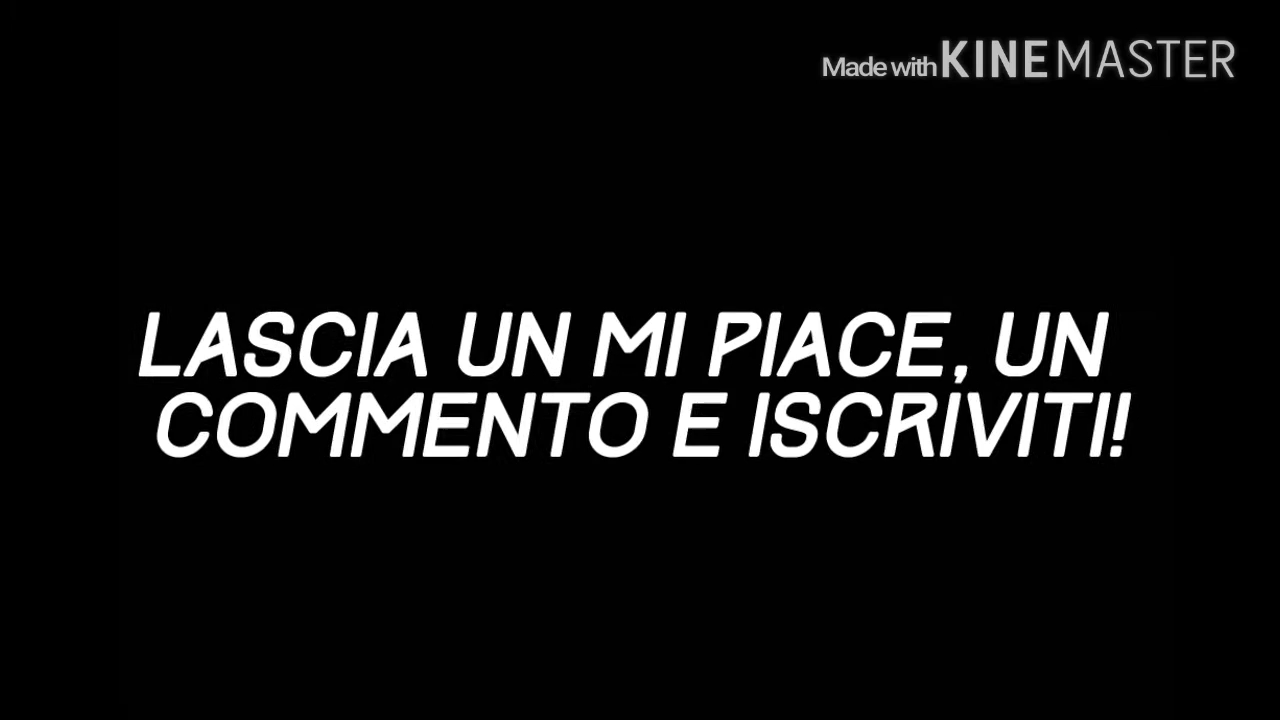 Made with KINEMASTER
LASCIA UN MI PIACE, UN
COMMENTO E ISCRIVITI!